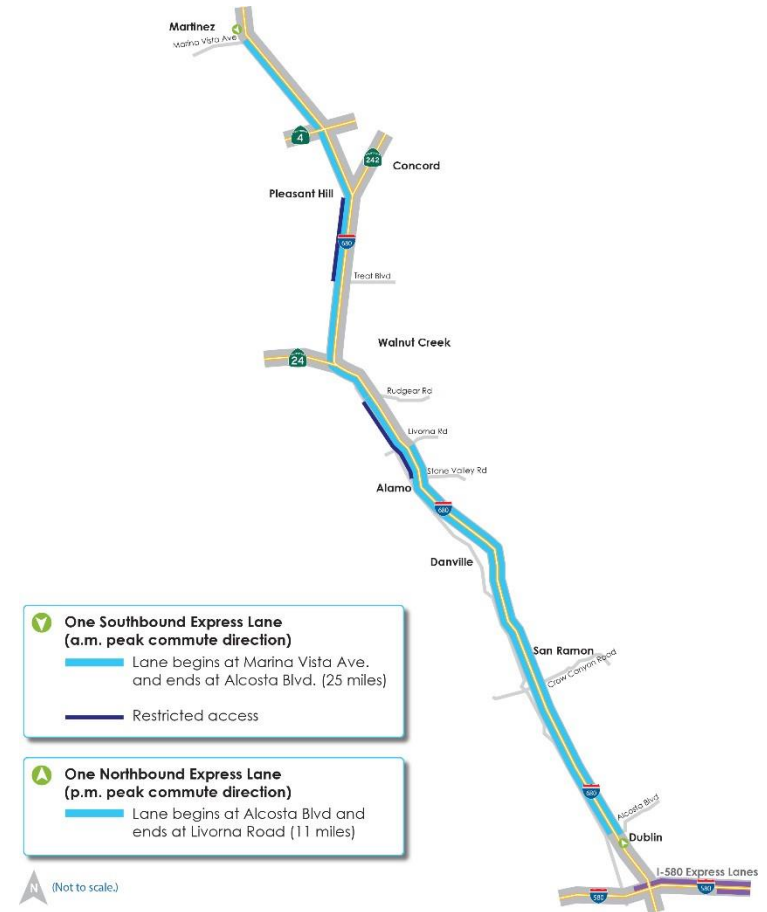 Martinez
Marina Vista Ave
4
242
Concord
Pleasant Hill
680
Treat Blvd
Walnut Creek
24
Rudgear Rd
Livorna Rd
Stone Valley Rd
Alamo
680
Danville
San Ramon
Crow Canyon Road
680
Alcosta Blvd
Dublin
I-580 Express Lanes
580
580
One Southbound Express Lane
(a.m. peak commute direction)
Lane begins at Marina Vista Ave.
and ends at Alcosta Blvd. (25 miles)
Restricted access
One Northbound Express Lane
(p.m. peak commute direction)
Lane begins at Alcosta Blvd and
ends at Livorna Road (11 miles)
N
(Not to scale.)